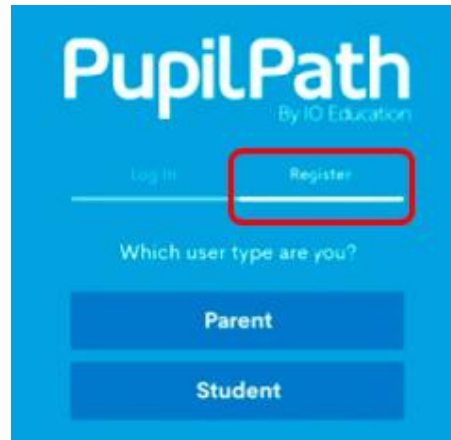 PupilPath
By IO Education
Log In Register
Which user type are you?
Parent
Student